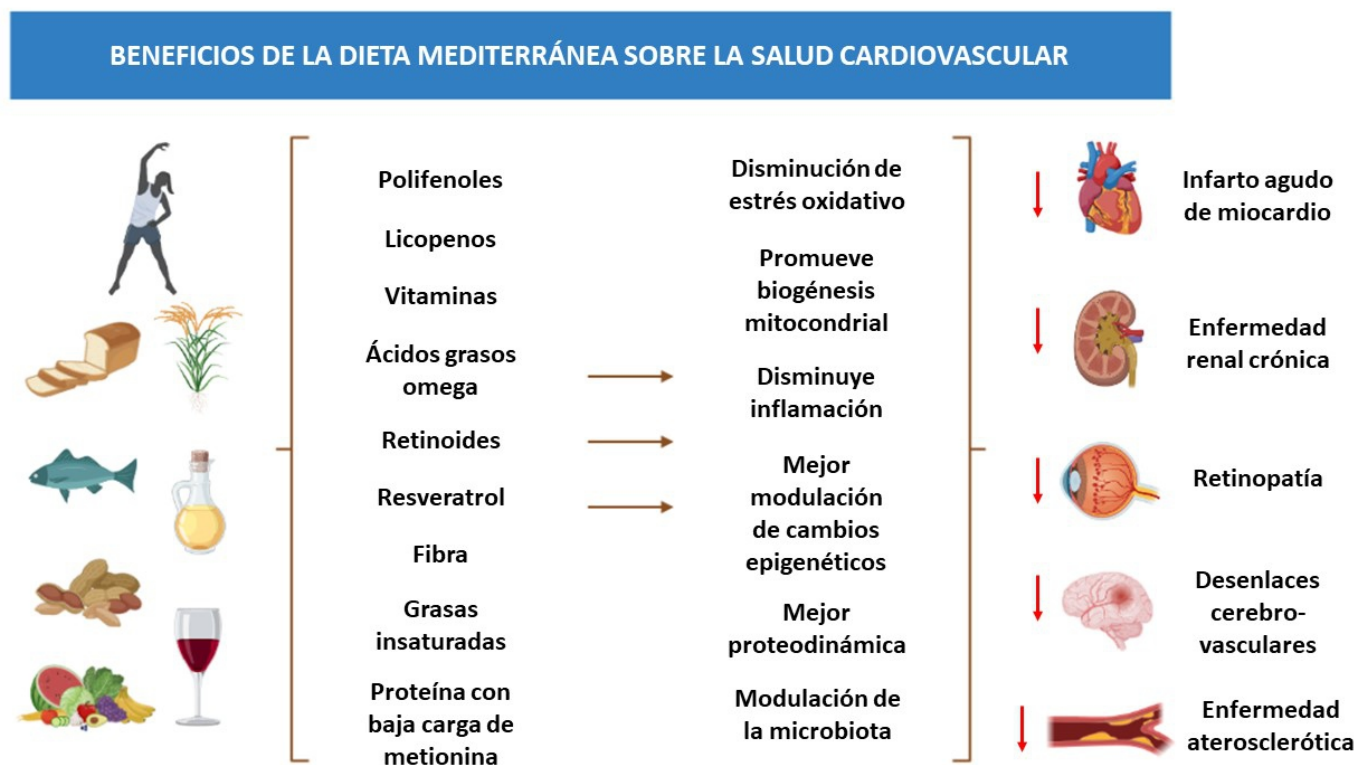 BENEFICIOS DE LA DIETA MEDITERRÁNEA SOBRE LA SALUD CARDIOVASCULAR
Polifenoles
Licopenos
Vitaminas
Ácidos grasos
omega
Retinoides
Resveratrol
Fibra
Grasas
insaturadas
Proteína con
baja carga de
metionina
Disminución de
estrés oxidativo
Promueve
biogénesis
mitocondrial
Disminuye
inflamación
Mejor
modulación
de cambios
epigenéticos
Mejor
proteodinámica
Modulación de
la microbiota
Infarto agudo
de miocardio
Enfermedad
renal crónica
Retinopatía
Desenlaces
cerebro-
vasculares
Enfermedad
aterosclerótica